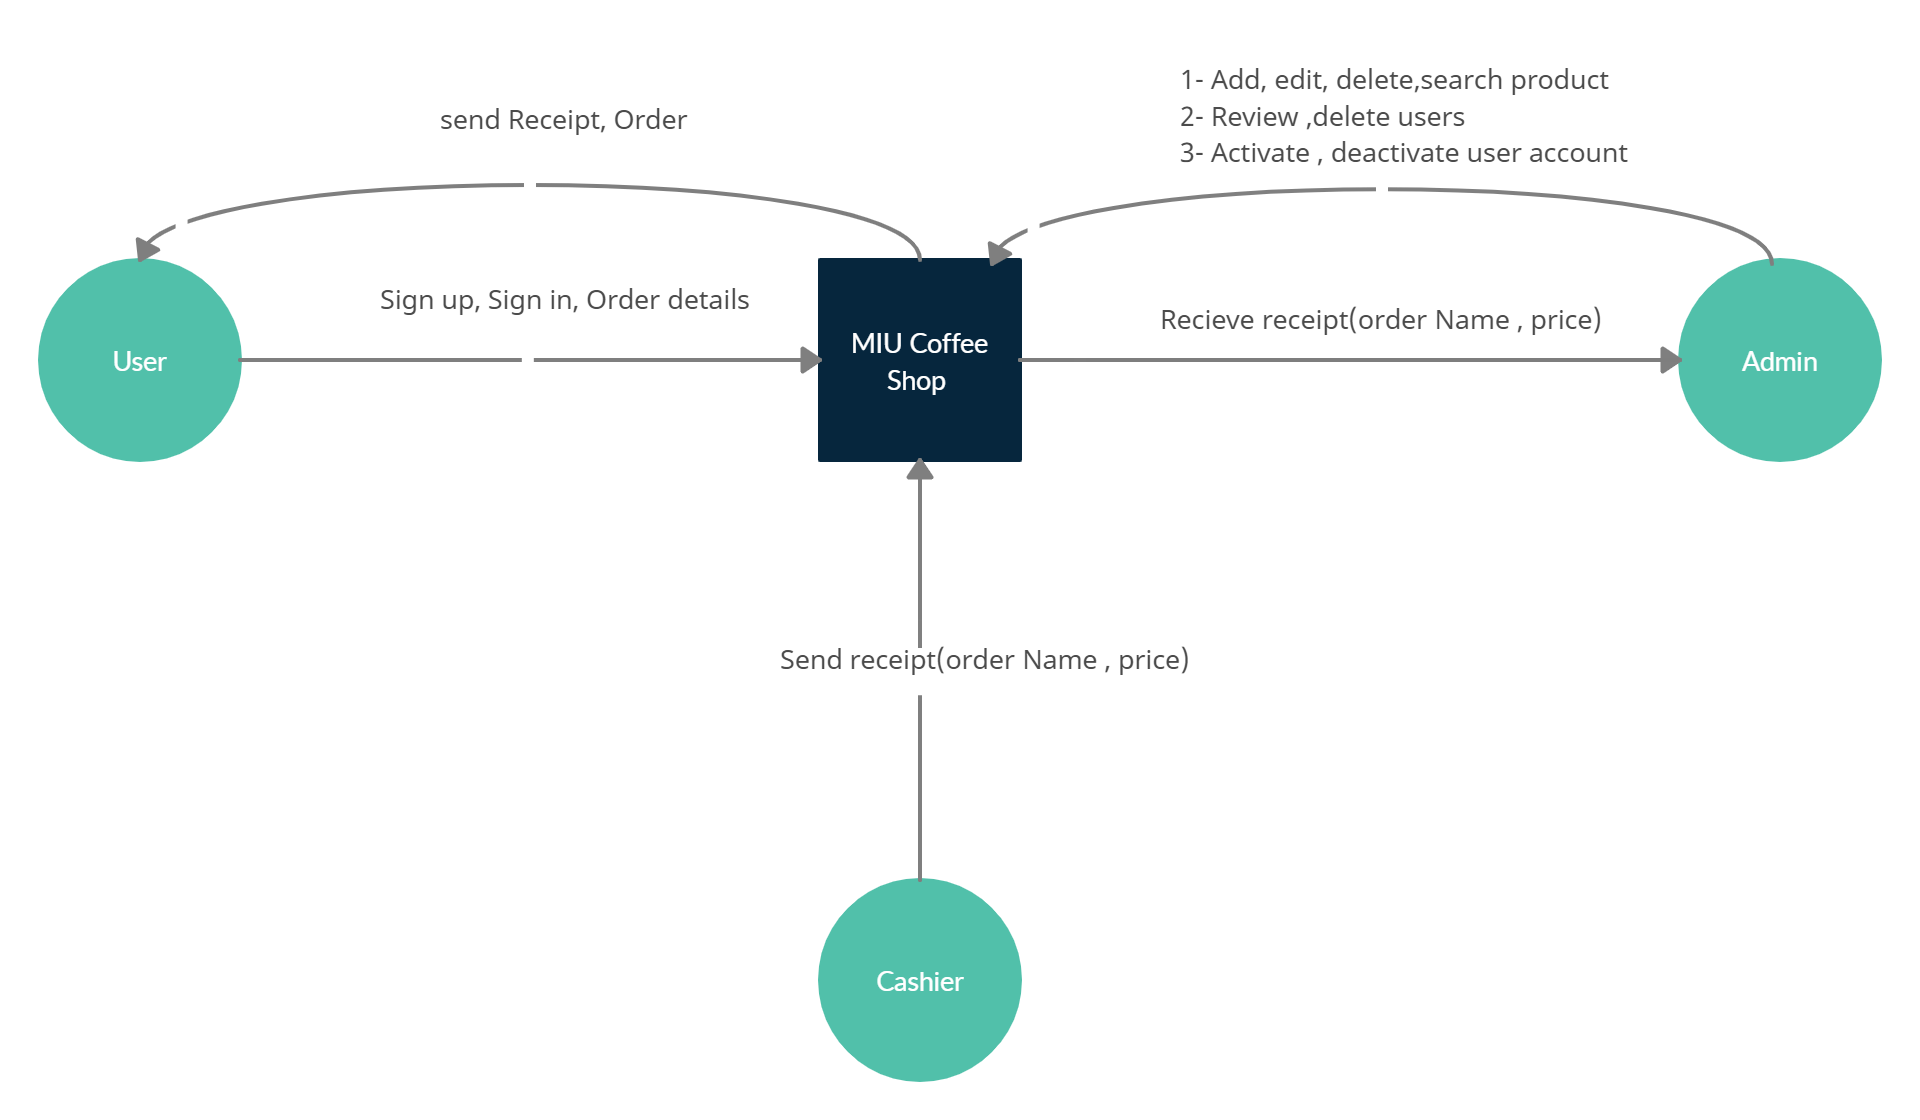 1- Add, edit, delete,search product
2- Review ,delete users
3- Activate , deactivate user account
send Receipt, Order
Sign up, Sign in, Order details
Recieve receipt(order Name , price)
User
MIU Coffee
Shop
Admin
Send receipt(order Name , price)
Cashier